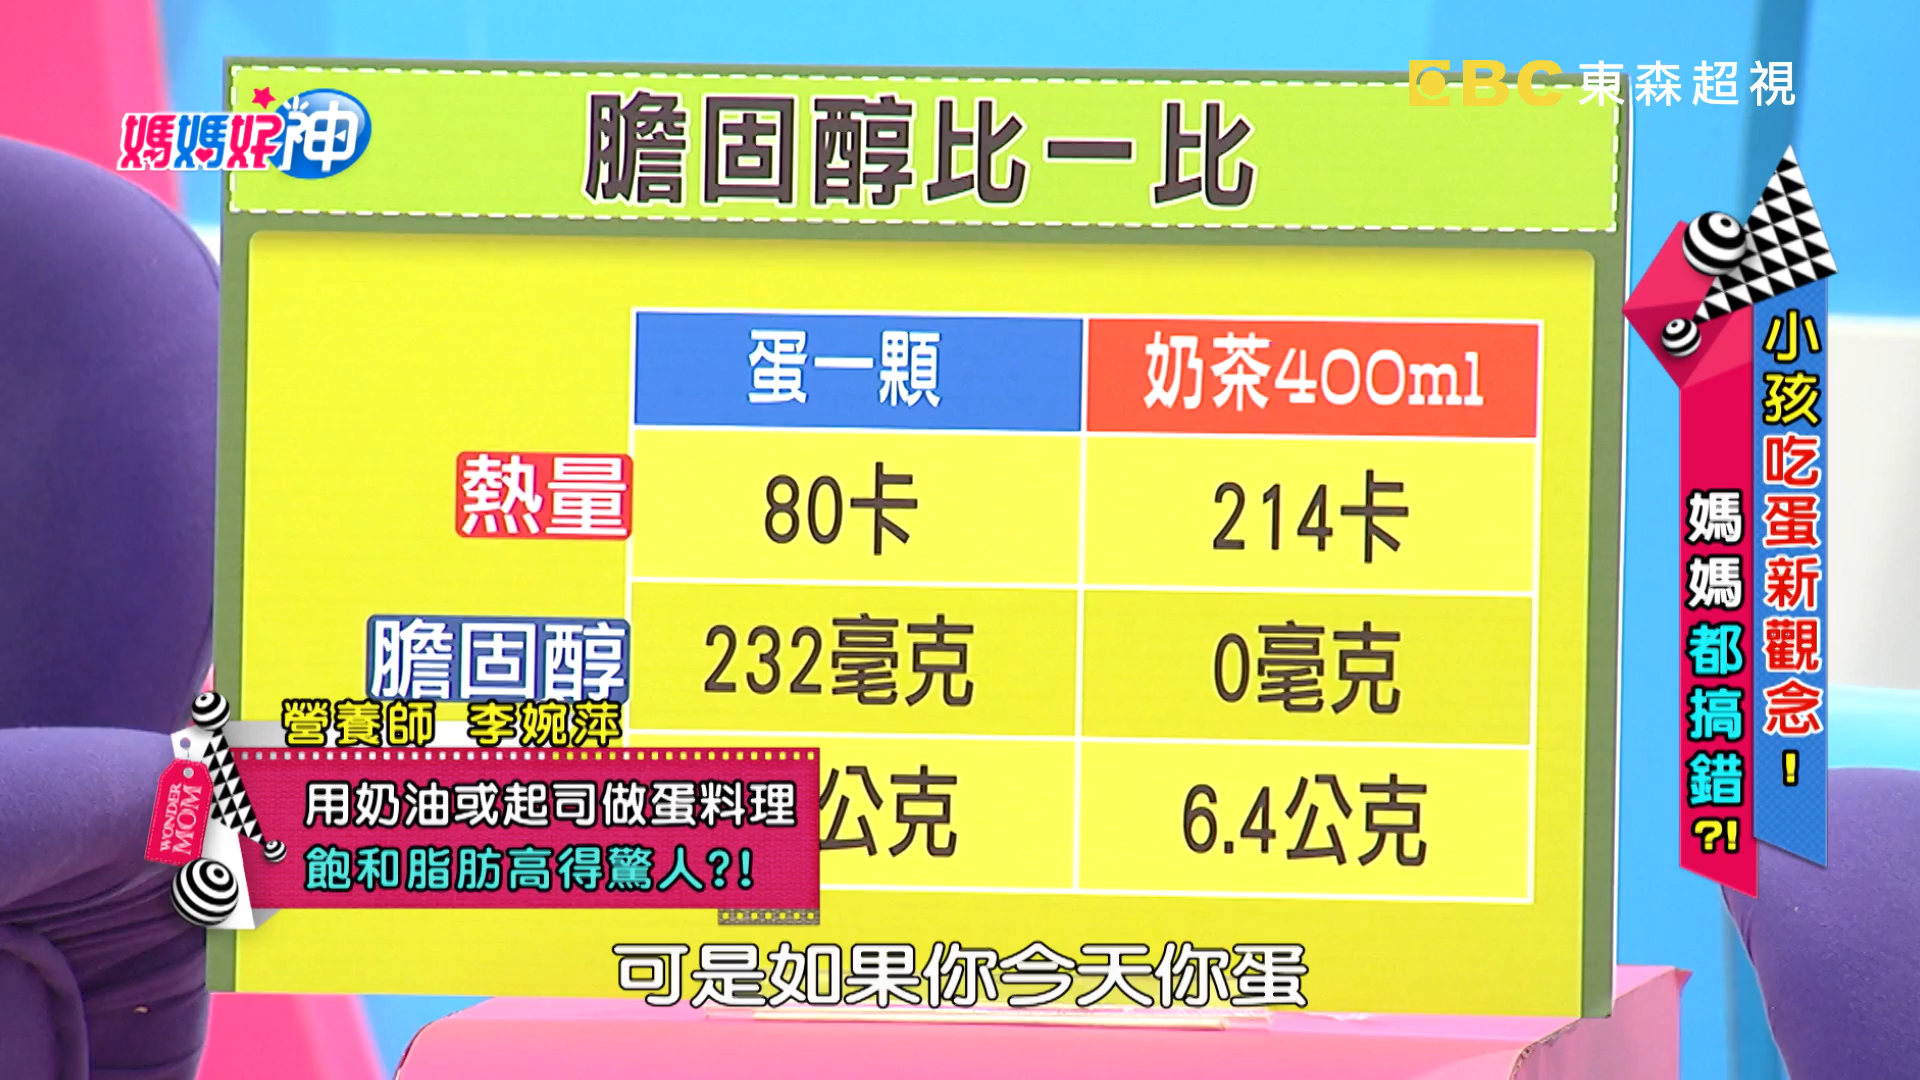 EBC 東森超視
媽媽好神
膽固醇比一比
蛋一顆
奶茶400ml
熱量
80卡
214卡
膽固醇
232毫克
0毫克
公克
6.4公克
小孩吃蛋新觀念!
媽媽都搞錯?!
營養師 李婉萍
WONDER
MOM
用奶油或起司做蛋料理
飽和脂肪高得驚人?!
可是如果你今天你蛋